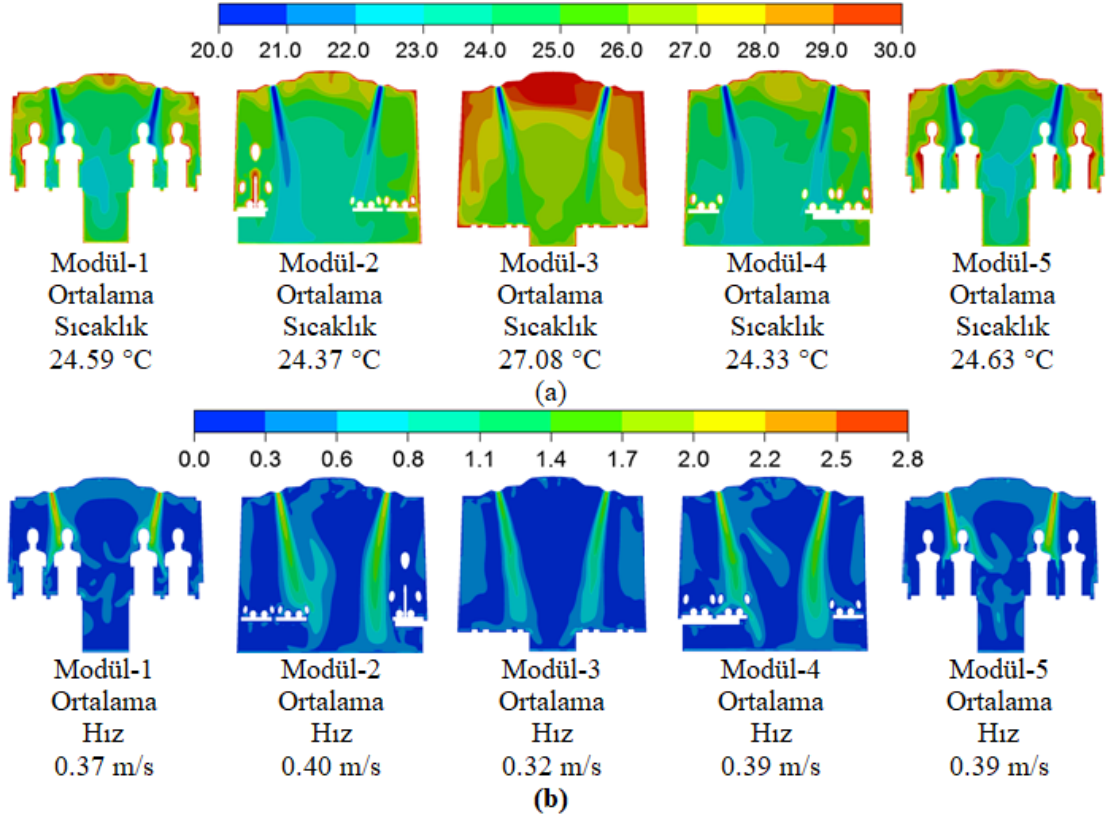 20.0 21.0 22.0 23.0 24.0 25.0 26.0 27.0 28.0 29.0 30.0
Modül-1 Modül-2 Modül-3 Modül-4 Modül-5
Ortalama Ortalama Ortalama Ortalama Ortalama
Sıcaklık Sıcaklık Sıcaklık Sıcaklık Sıcaklık
24.59 °C 24.37 °C 27.08 °C 24.33 °C 24.63 °C
(a)
0.0 0.3 0.6 0.8 1.1 1.4 1.7 2.0 2.2 2.5 2.8
Modül-1 Modül-2 Modül-3 Modül-4 Modül-5
Ortalama Ortalama Ortalama Ortalama Ortalama
Hız Hız Hız Hız Hız
0.37 m/s 0.40 m/s 0.32 m/s 0.39 m/s 0.39 m/s
(b)